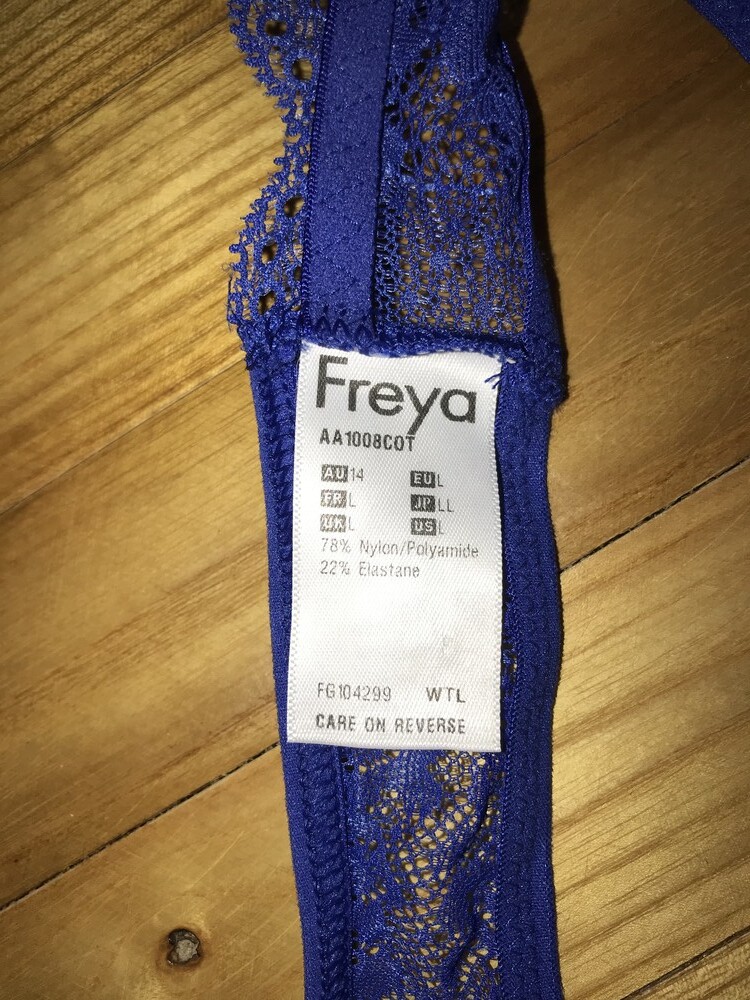 Freya
AA1008COT
AU 14 EU L
FR L JP LL
UK L US L
78% Nylon/Polyamide
22% Elastane
FG104299 WTL
CARE ON REVERSE